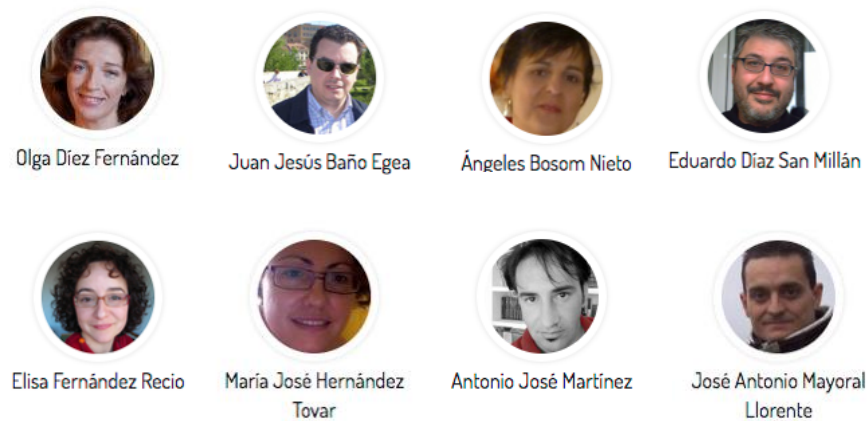 Olga Díez Fernández
Juan Jesús Baño Egea
Ángeles Bosom Nieto
Eduardo Díaz San Millán
Elisa Fernández Recio
María José Hernández
Tovar
Antonio José Martínez
José Antonio Mayoral
Llorente